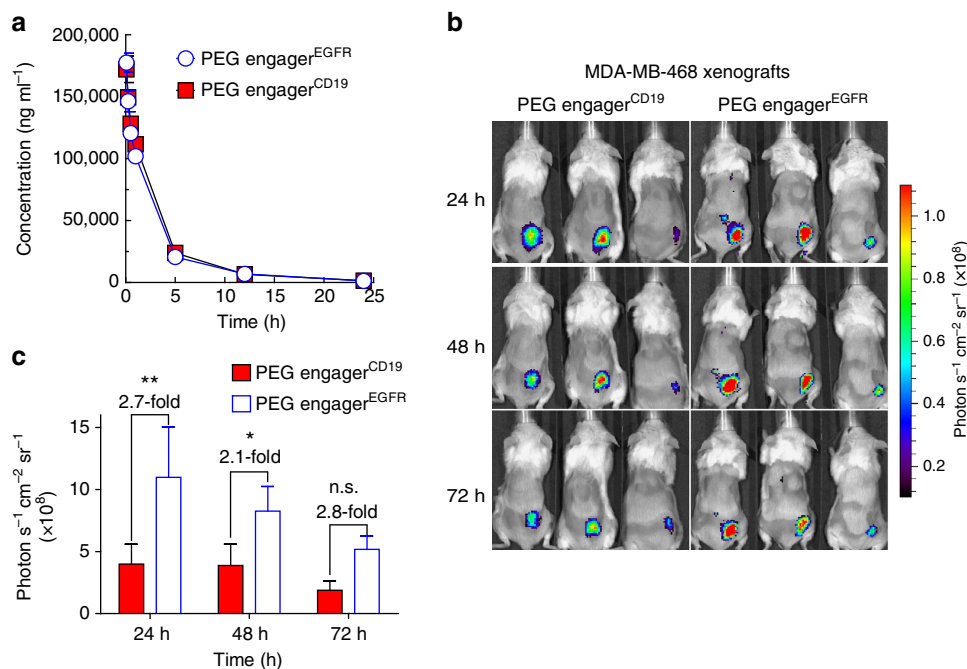 a
200,000
150,000
100,000
50,000
0
Concentration (ng ml⁻¹)
0
5
10
15
20
25
Time (h)
PEG engager^EGFR
PEG engager^CD19
b
MDA-MB-468 xenografts
PEG engager^CD19
PEG engager^EGFR
24 h
48 h
72 h
1.0
0.8
0.6
0.4
0.2
Photon s⁻¹ cm⁻² sr⁻¹ (×10⁹)
c
PEG engager^CD19
PEG engager^EGFR
**
2.7-fold
*
2.1-fold
n.s.
2.8-fold
15
10
5
0
Photon s⁻¹ cm⁻² sr⁻¹
(×10⁸)
24 h
48 h
72 h
Time (h)